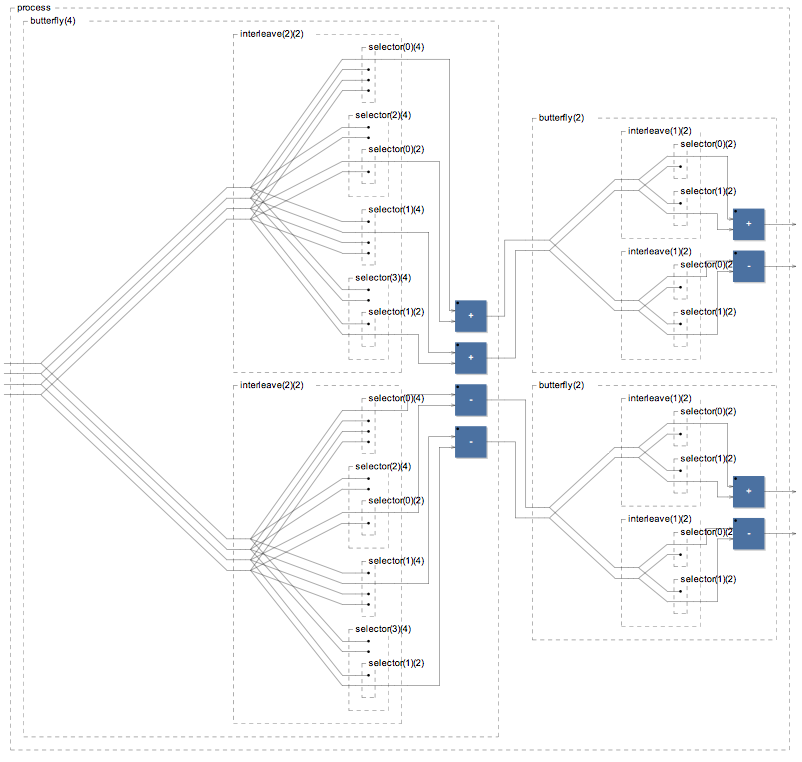 process
butterfly(4)
interleave(2)(2)
selector(0)(4)
selector(2)(4)
selector(0)(2)
selector(1)(4)
selector(3)(4)
selector(1)(2)
+
+
butterfly(2)
interleave(1)(2)
selector(0)(2)
selector(1)(2)
+
interleave(1)(2)
selector(0)(2)
-
selector(1)(2)
interleave(2)(2)
selector(0)(4)
-
-
selector(2)(4)
selector(0)(2)
selector(1)(4)
selector(3)(4)
selector(1)(2)
butterfly(2)
interleave(1)(2)
selector(0)(2)
selector(1)(2)
+
interleave(1)(2)
selector(0)(2)
-
selector(1)(2)